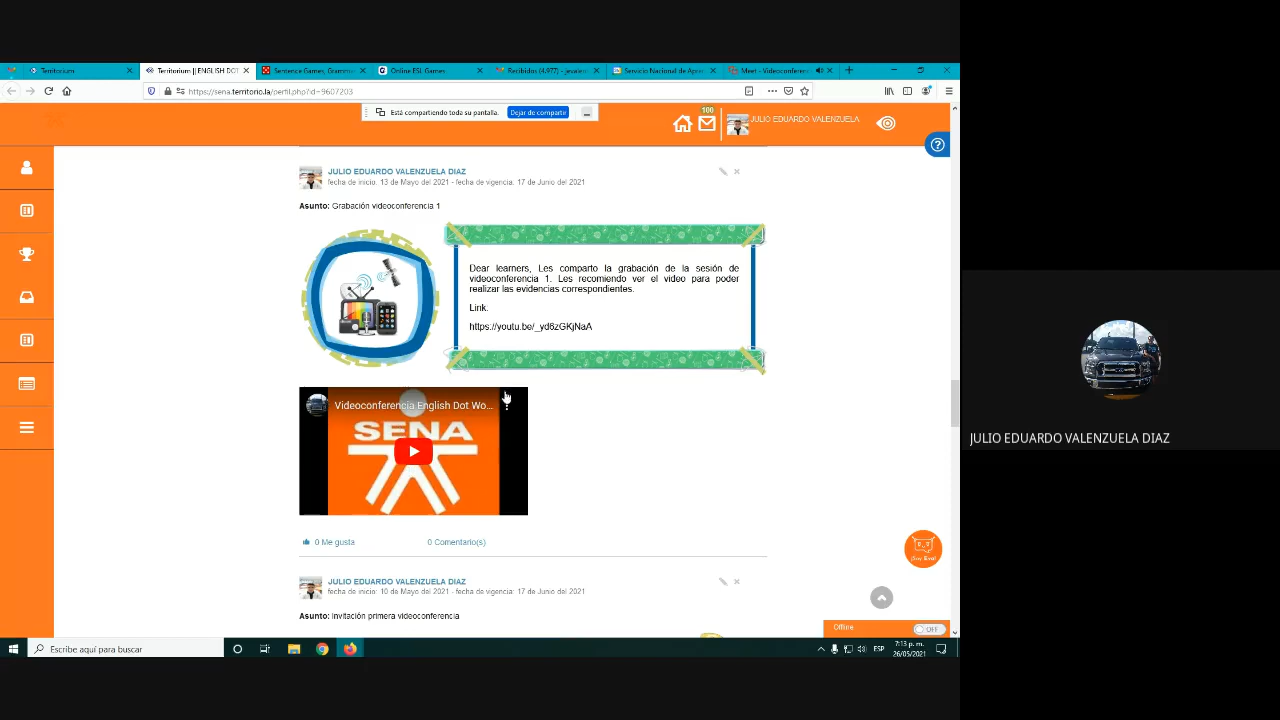 Territorium
Territorium || ENGLISH DOT
Sentence Games, Gramm
Online ESL Games
Recibidos (4.977) - javalen
Servicio Nacional de Apren
Meet - Videoconferen
https://sena.territorio.la/perfil.php?id=9607203
Está compartiendo toda su pantalla.
Dejar de compartir
100
JULIO EDUARDO VALENZUELA
JULIO EDUARDO VALENZUELA DIAZ
fecha de inicio: 13 de Mayo del 2021 - fecha de vigencia: 17 de Junio del 2021
Asunto: Grabación videoconferencia 1
Dear learners, Les comparto la grabación de la sesión de
videoconferencia 1. Les recomiendo ver el video para poder
realizar las evidencias correspondientes.
Link:
https://youtu.be/_yd6zGKjNaA
Videoconferencia English Dot Wo...
SENA
0 Me gusta
0 Comentario(s)
JULIO EDUARDO VALENZUELA DIAZ
fecha de inicio: 10 de Mayo del 2021 - fecha de vigencia: 17 de Junio del 2021
Asunto: Invitación primera videoconferencia
Offline
OFF
Escribe aquí para buscar
ESP
7:13 p. m.
26/05/2021
JULIO EDUARDO VALENZUELA DIAZ